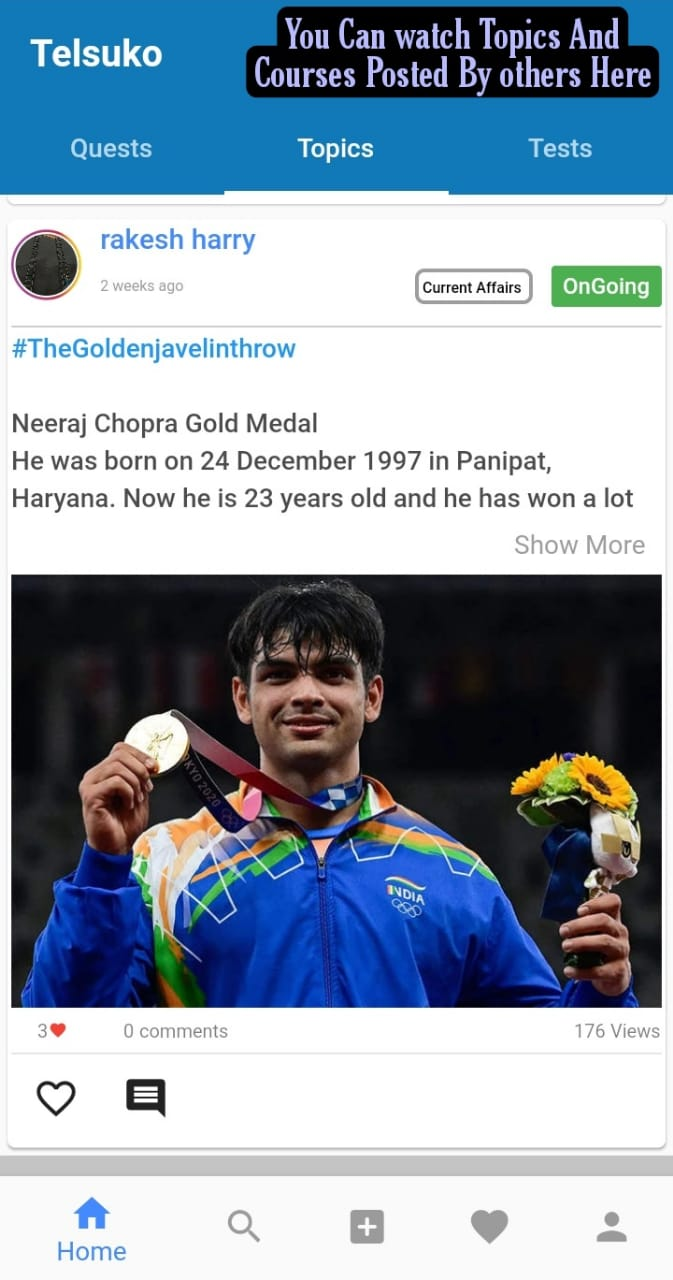 Telsuko
You Can watch Topics And
Courses Posted By others Here
Quests
Topics
Tests
rakesh harry
2 weeks ago
Current Affairs
OnGoing
#TheGoldenjavelinthrow
Neeraj Chopra Gold Medal
He was born on 24 December 1997 in Panipat,
Haryana. Now he is 23 years old and he has won a lot
Show More
KYO 2020
INDIA
3
0 comments
176 Views
Home